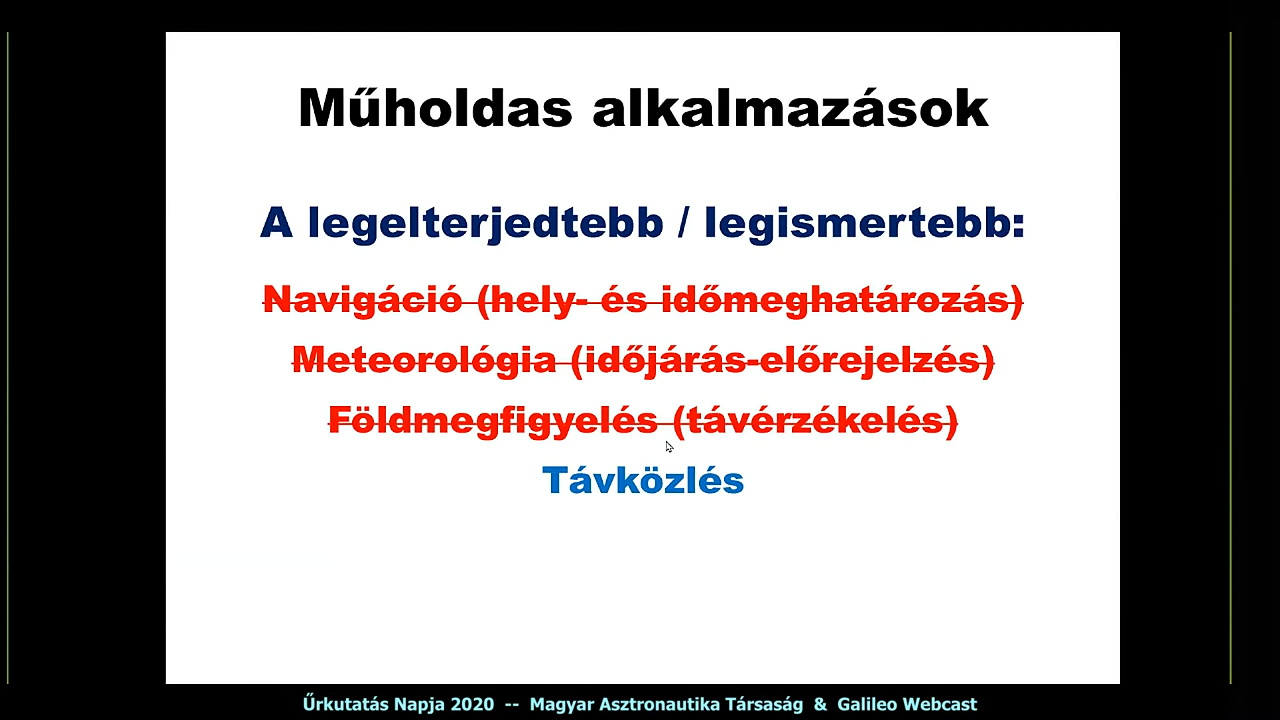 Műholdas alkalmazások
A legelterjedtebb / legismertebb:
Navigáció (hely- és időmeghatározás)
Meteorológia (időjárás-előrejelzés)
Földmegfigyelés (távérzékelés)
Távközlés
Űrkutatás Napja 2020 -- Magyar Asztronautika Társaság & Galileo Webcast